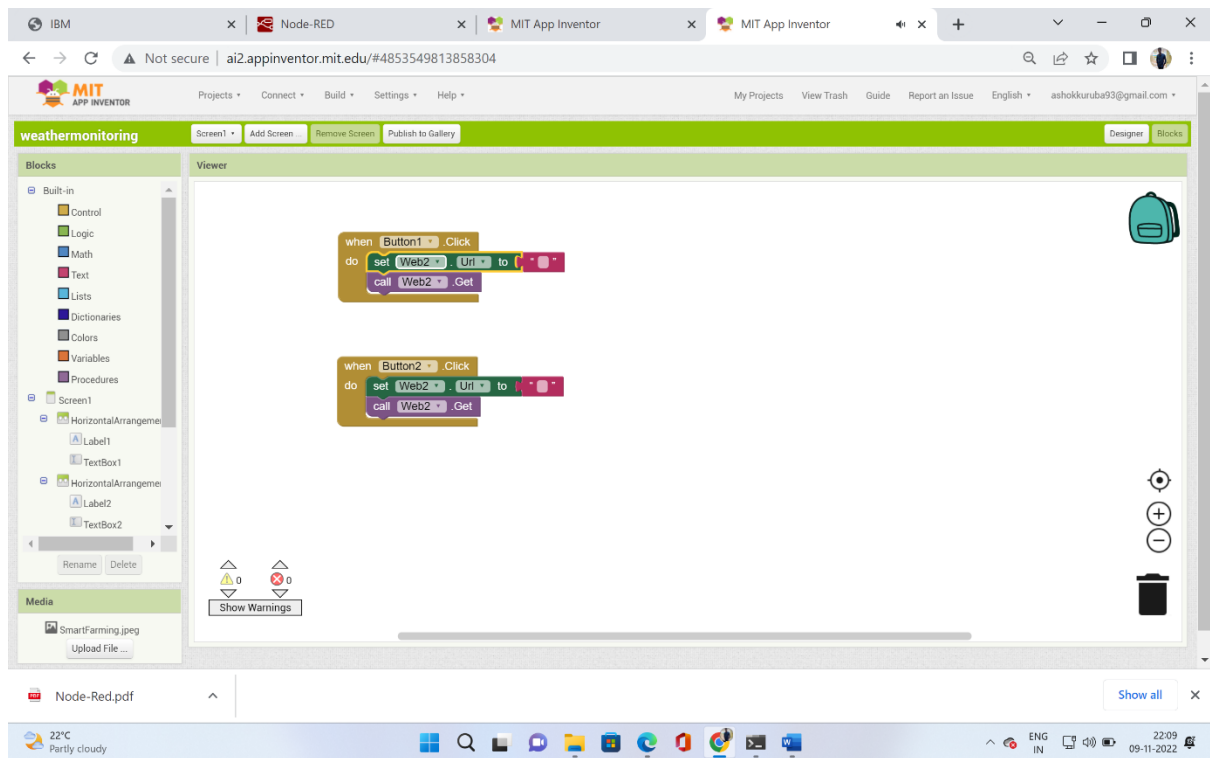 IBM
Node-RED
MIT App Inventor
MIT App Inventor
Not secure ai2.appinventor.mit.edu/#4853549813858304
MIT
APP INVENTOR
Projects Connect Build Settings Help My Projects View Trash Guide Report an Issue English ashokkuruba93@gmail.com
weathermonitoring Screen1 Add Screen ... Remove Screen Publish to Gallery Designer Blocks
Blocks
Viewer
Built-in
Control
Logic
Math
Text
Lists
Dictionaries
Colors
Variables
Procedures
Screen1
HorizontalArrangeme
Label1
TextBox1
HorizontalArrangeme
Label2
TextBox2
Rename Delete
Media
SmartFarming.jpeg
Upload File ...
when Button1 .Click
do set Web2 . Url to " "
call Web2 .Get
when Button2 .Click
do set Web2 . Url to " "
call Web2 .Get
0 0
Show Warnings
Node-Red.pdf
Show all
22°C
Partly cloudy
ENG
IN
22:09
09-11-2022